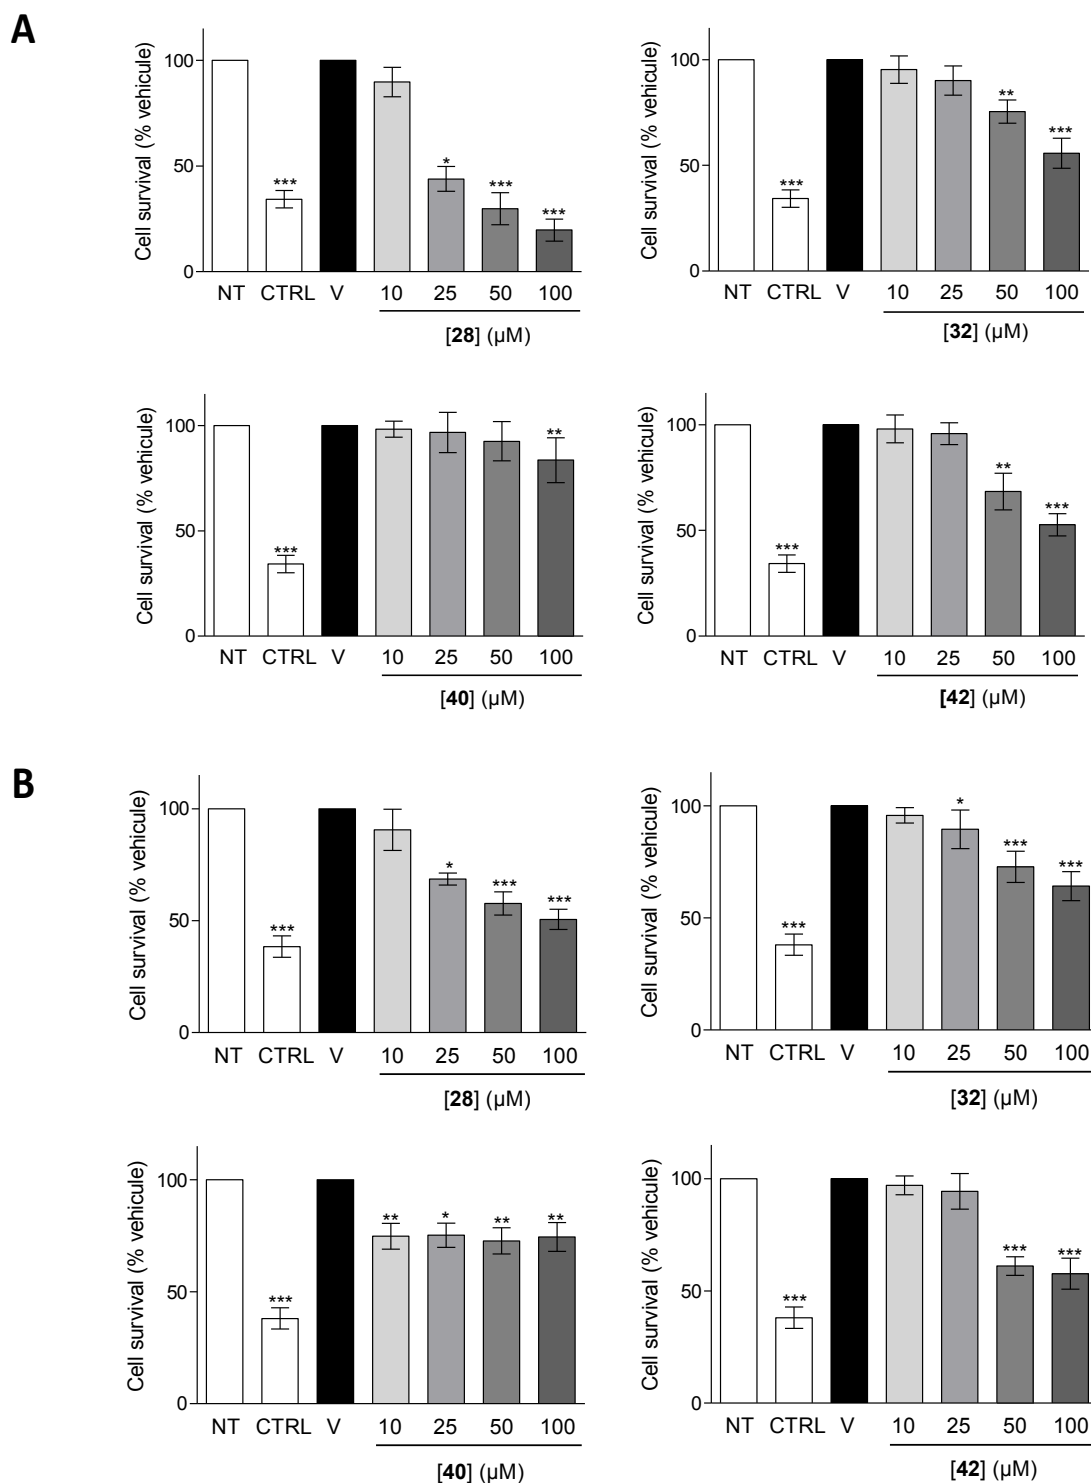 A
Cell survival (% vehicule)
100
50
0
***
*
***
***
NT CTRL V 10 25 50 100
[28] (µM)
Cell survival (% vehicule)
100
50
0
***
**
***
NT CTRL V 10 25 50 100
[32] (µM)
Cell survival (% vehicule)
100
50
0
***
**
NT CTRL V 10 25 50 100
[40] (µM)
Cell survival (% vehicule)
100
50
0
***
**
***
NT CTRL V 10 25 50 100
[42] (µM)
B
Cell survival (% vehicule)
100
50
0
***
*
***
***
NT CTRL V 10 25 50 100
[28] (µM)
Cell survival (% vehicule)
100
50
0
***
*
***
***
NT CTRL V 10 25 50 100
[32] (µM)
Cell survival (% vehicule)
100
50
0
***
**
*
**
**
NT CTRL V 10 25 50 100
[40] (µM)
Cell survival (% vehicule)
100
50
0
***
***
***
NT CTRL V 10 25 50 100
[42] (µM)